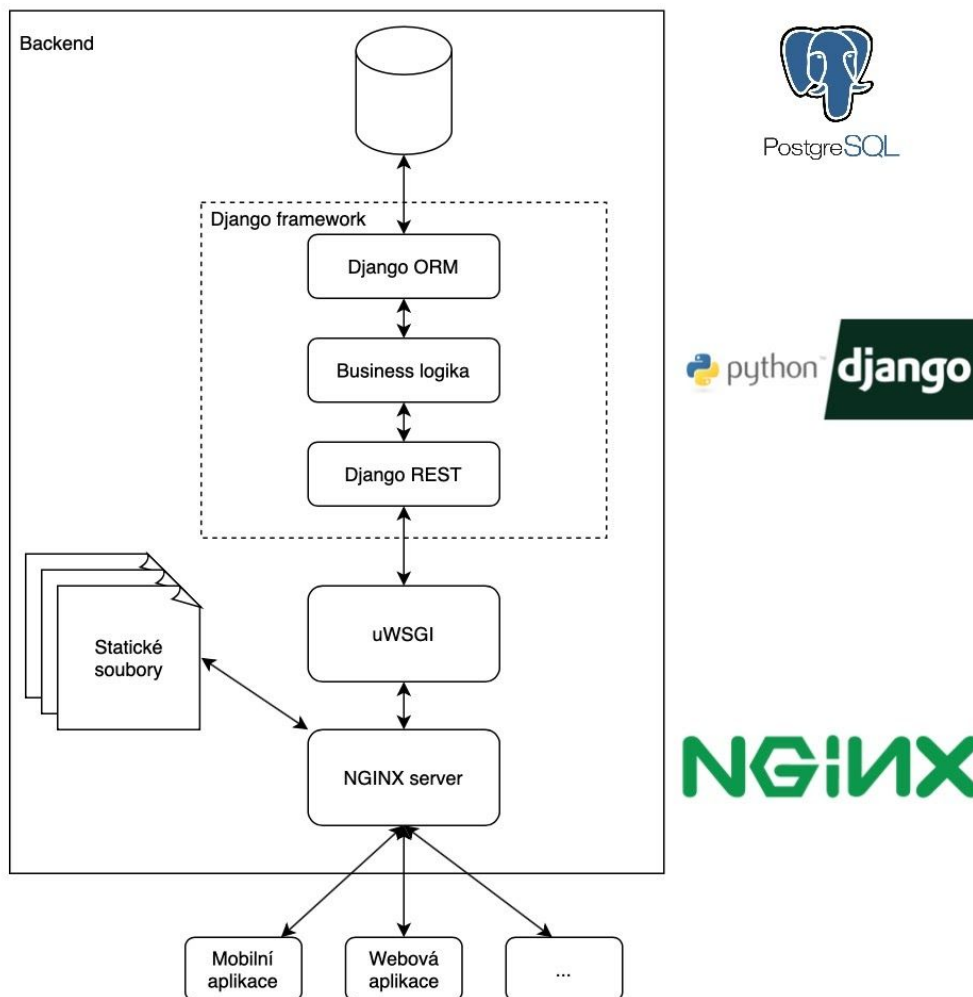 Backend
PostgreSQL
Django framework
Django ORM
Business logika
python™
django
Django REST
Statické
soubory
uWSGI
NGINX server
NGiNX
Mobilní
aplikace
Webová
aplikace
...